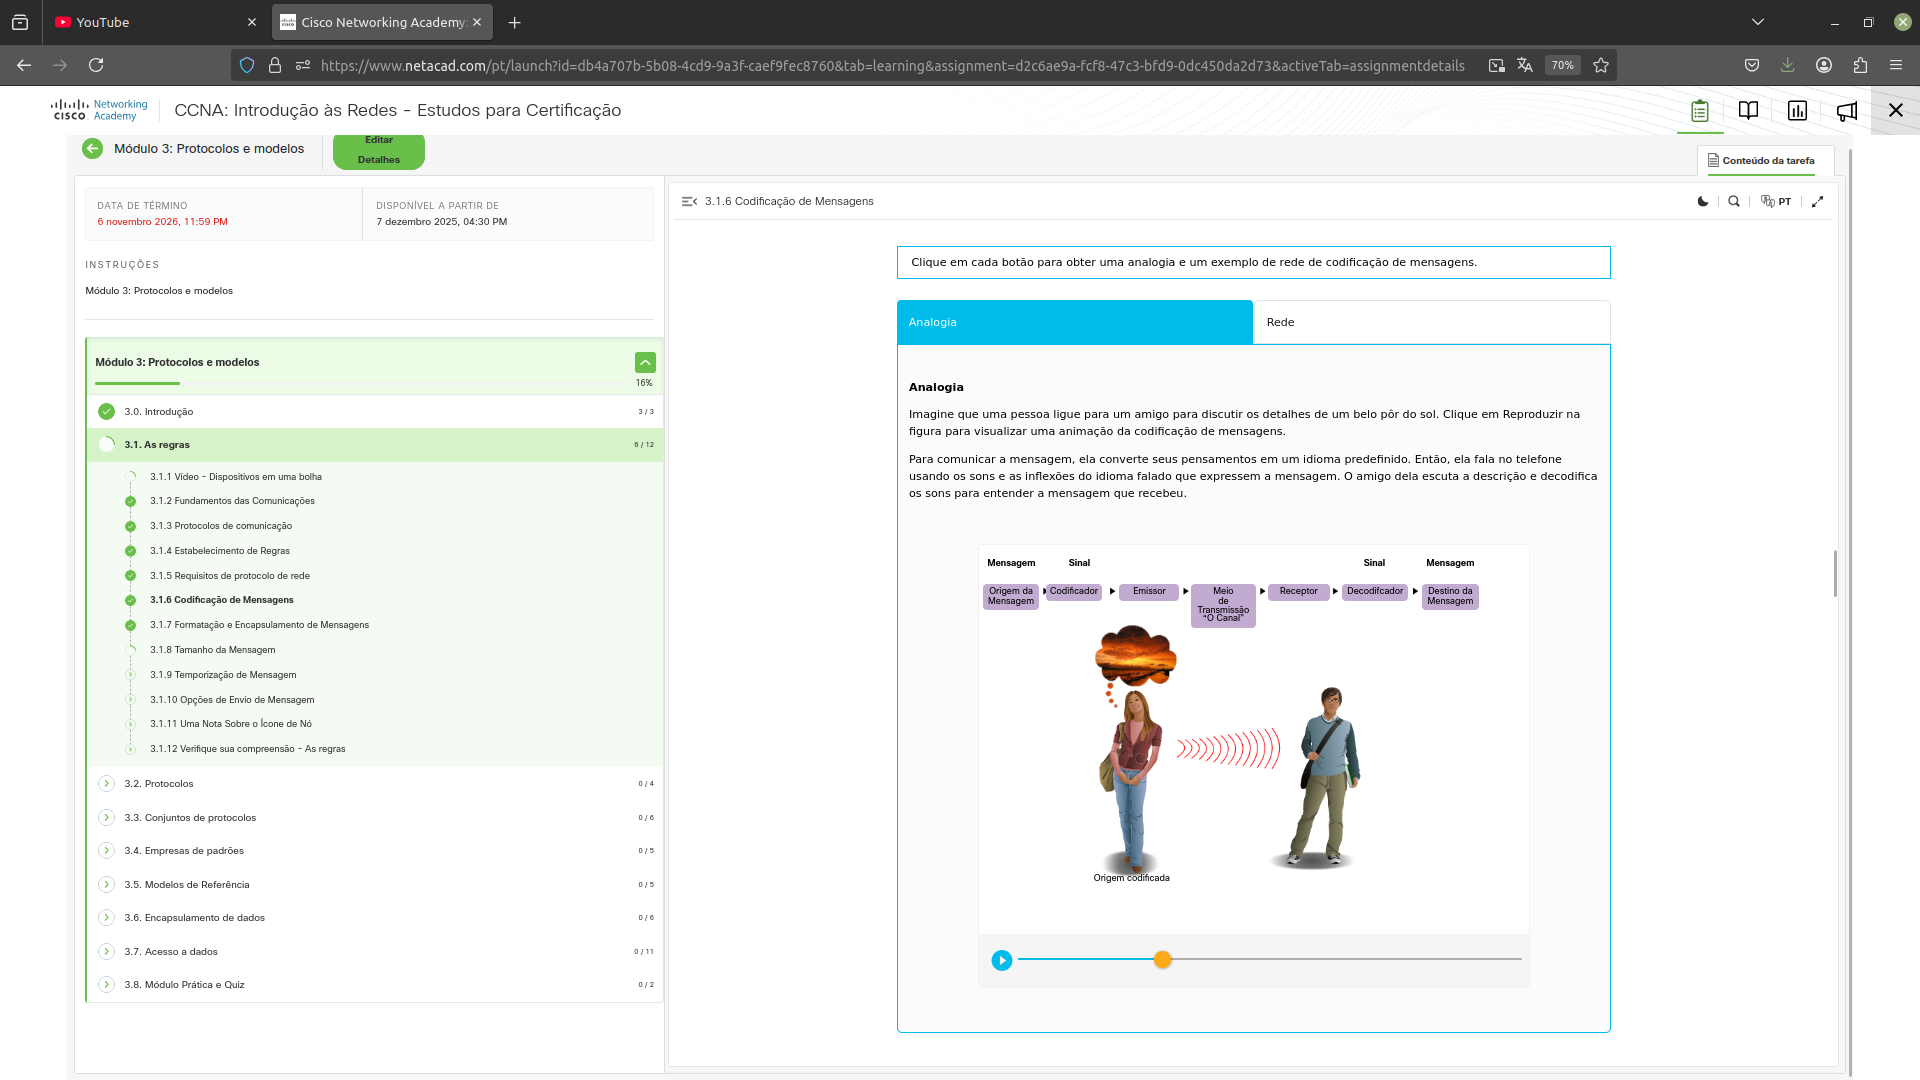 YouTube
Cisco Networking Academy:
https://www.netacad.com/pt/launch?id=db4a707b-5b08-4cd9-9a3f-caef9fec8760&tab=learning&assignment=d2c6ae9a-fcf8-47c3-bfd9-0dc450da2d73&activeTab=assignmentdetails
70%
CISCO Networking Academy
CCNA: Introdução às Redes - Estudos para Certificação
Módulo 3: Protocolos e modelos
Editar
Detalhes
Conteúdo da tarefa
DATA DE TÉRMINO
6 novembro 2026, 11:59 PM
DISPONÍVEL A PARTIR DE
7 dezembro 2025, 04:30 PM
INSTRUÇÕES
Módulo 3: Protocolos e modelos
Módulo 3: Protocolos e modelos
16%
3.0. Introdução 3 / 3
3.1. As regras 6 / 12
3.1.1 Vídeo - Dispositivos em uma bolha
3.1.2 Fundamentos das Comunicações
3.1.3 Protocolos de comunicação
3.1.4 Estabelecimento de Regras
3.1.5 Requisitos de protocolo de rede
3.1.6 Codificação de Mensagens
3.1.7 Formatação e Encapsulamento de Mensagens
3.1.8 Tamanho da Mensagem
3.1.9 Temporização de Mensagem
3.1.10 Opções de Envio de Mensagem
3.1.11 Uma Nota Sobre o Ícone de Nó
3.1.12 Verifique sua compreensão - As regras
3.2. Protocolos 0 / 4
3.3. Conjuntos de protocolos 0 / 6
3.4. Empresas de padrões 0 / 5
3.5. Modelos de Referência 0 / 5
3.6. Encapsulamento de dados 0 / 6
3.7. Acesso a dados 0 / 11
3.8. Módulo Prática e Quiz 0 / 2
3.1.6 Codificação de Mensagens
PT
Clique em cada botão para obter uma analogia e um exemplo de rede de codificação de mensagens.
Analogia
Rede
Analogia
Imagine que uma pessoa ligue para um amigo para discutir os detalhes de um belo pôr do sol. Clique em Reproduzir na
figura para visualizar uma animação da codificação de mensagens.
Para comunicar a mensagem, ela converte seus pensamentos em um idioma predefinido. Então, ela fala no telefone
usando os sons e as inflexões do idioma falado que expressem a mensagem. O amigo dela escuta a descrição e decodifica
os sons para entender a mensagem que recebeu.
Mensagem Sinal Sinal Mensagem
Origem da
Mensagem
Codificador
Emissor
Meio
de
Transmissão
“O Canal”
Receptor
Decodifcador
Destino da
Mensagem
Origem codificada